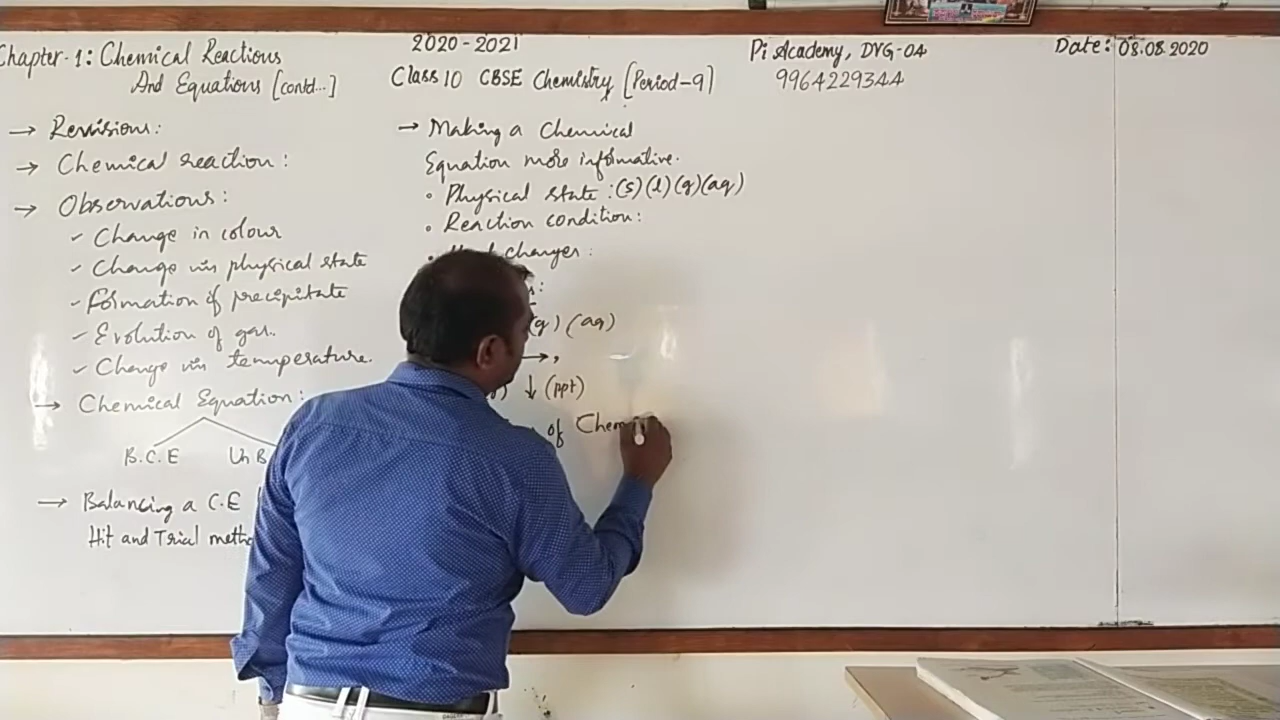 Chapter-1: Chemical Reactions
And Equations [contd...]
→ Revision:
→ Chemical reaction:
→ Observations:
✓ Change in colour
✓ Change in physical state
✓ Formation of precipitate
✓ Evolution of gas.
✓ Change in temperature.
→ Chemical Equation:
B.C.E Un B
→ Balancing a C.E
Hit and Trial
2020-2021
Class 10 CBSE Chemistry [Period-9]
→ Making a Chemical
Equation more informative.
• Physical state : (s) (l) (g) (aq)
• Reaction condition:
• changes :
(g) (aq)
→,
↓ (ppt)
of Chem
Pi Academy, DVG-04
9964229344
Date: 08.08.2020